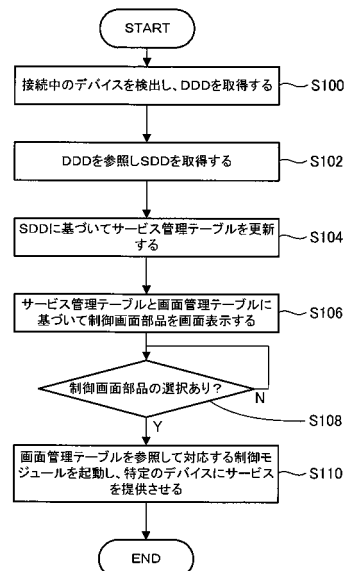 START
接続中のデバイスを検出し、DDDを取得する
S100
DDDを参照しSDDを取得する
S102
SDDに基づいてサービス管理テーブルを更新
する
S104
サービス管理テーブルと画面管理テーブルに
基づいて制御画面部品を画面表示する
S106
制御画面部品の選択あり?
N
S108
Y
画面管理テーブルを参照して対応する制御モ
ジュールを起動し、特定のデバイスにサービス
を提供させる
S110
END